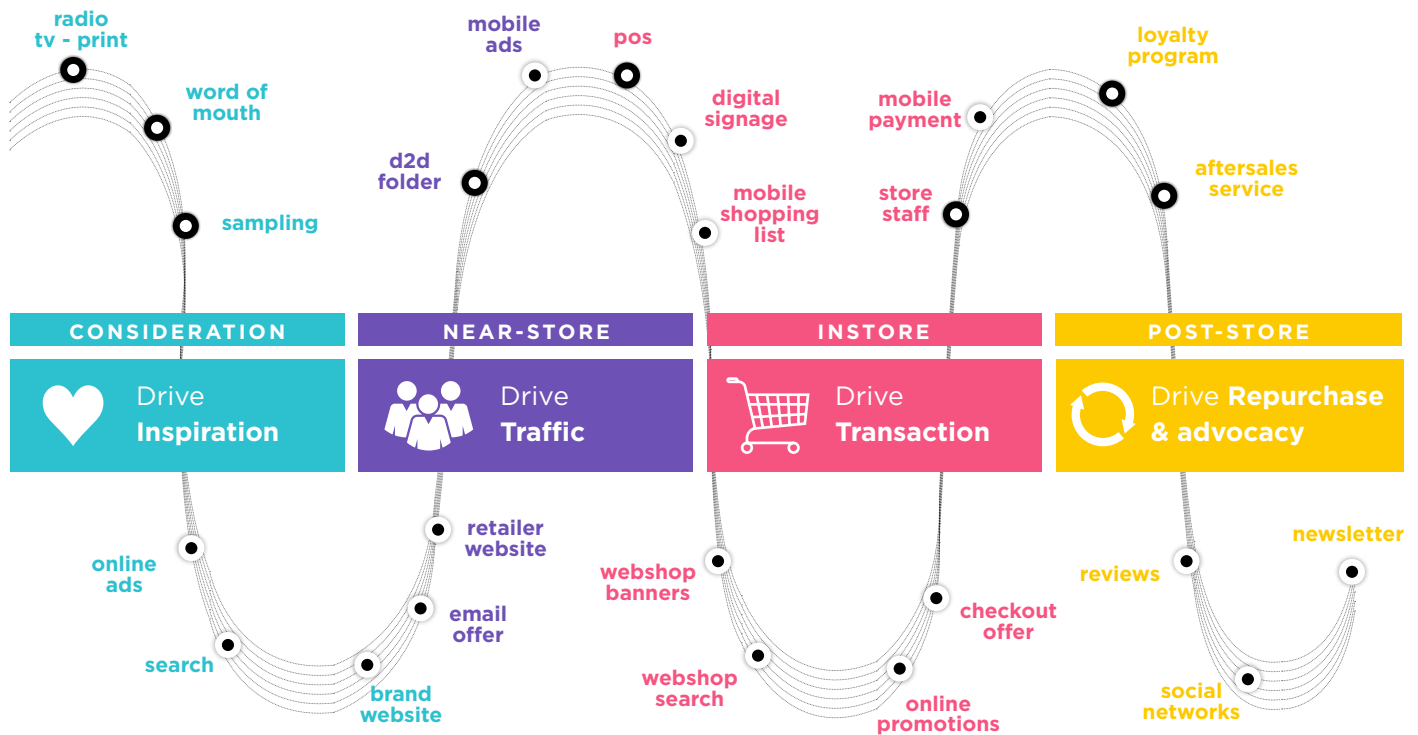 radio
tv - print
word of
mouth
sampling
d2d
folder
mobile
ads
pos
digital
signage
mobile
shopping
list
mobile
payment
store
staff
loyalty
program
aftersales
service
CONSIDERATION
NEAR-STORE
INSTORE
POST-STORE
Drive
Inspiration
Drive
Traffic
Drive
Transaction
Drive Repurchase
& advocacy
online
ads
search
brand
website
email
offer
retailer
website
webshop
banners
webshop
search
online
promotions
checkout
offer
reviews
social
networks
newsletter